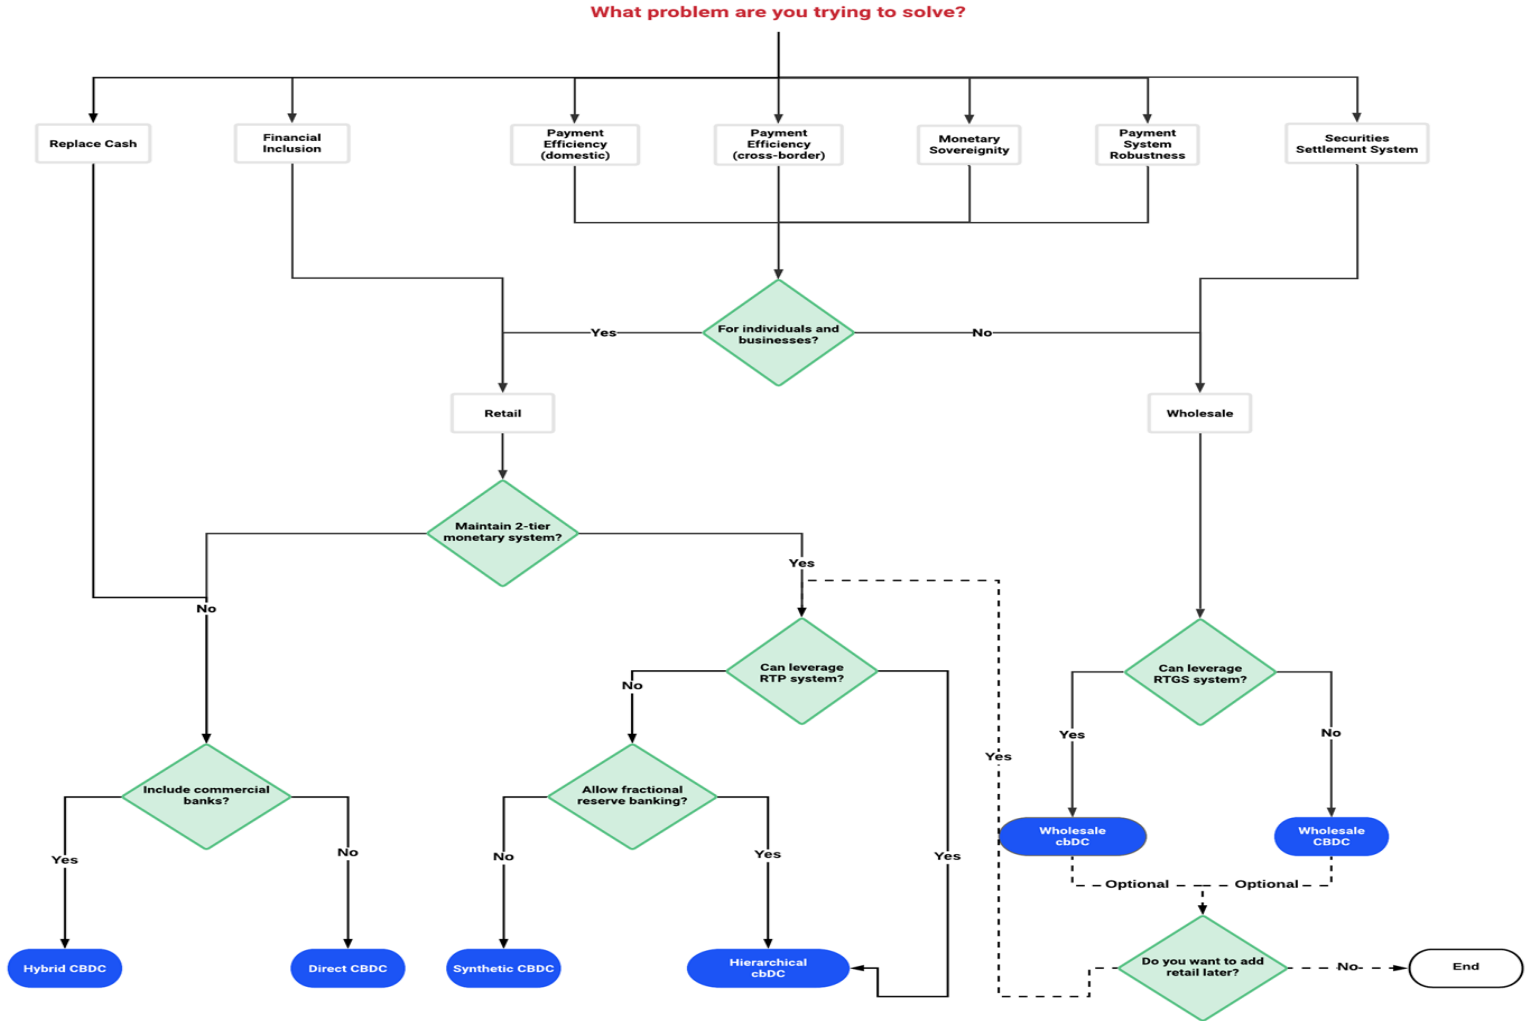 What problem are you trying to solve?
Replace Cash
Financial
Inclusion
Payment
Efficiency
(domestic)
Payment
Efficiency
(cross-border)
Monetary
Sovereignity
Payment
System
Robustness
Securities
Settlement System
For individuals and
businesses?
Yes
No
Retail
Wholesale
Maintain 2-tier
monetary system?
Yes
No
Can leverage
RTP system?
Can leverage
RTGS system?
No
Yes
No
Yes
Include commercial
banks?
Allow fractional
reserve banking?
Wholesale
cbDC
Wholesale
CBDC
Yes
No
No
Yes
Yes
Optional
Optional
Hybrid CBDC
Direct CBDC
Synthetic CBDC
Hierarchical
cbDC
Do you want to add
retail later?
No
End